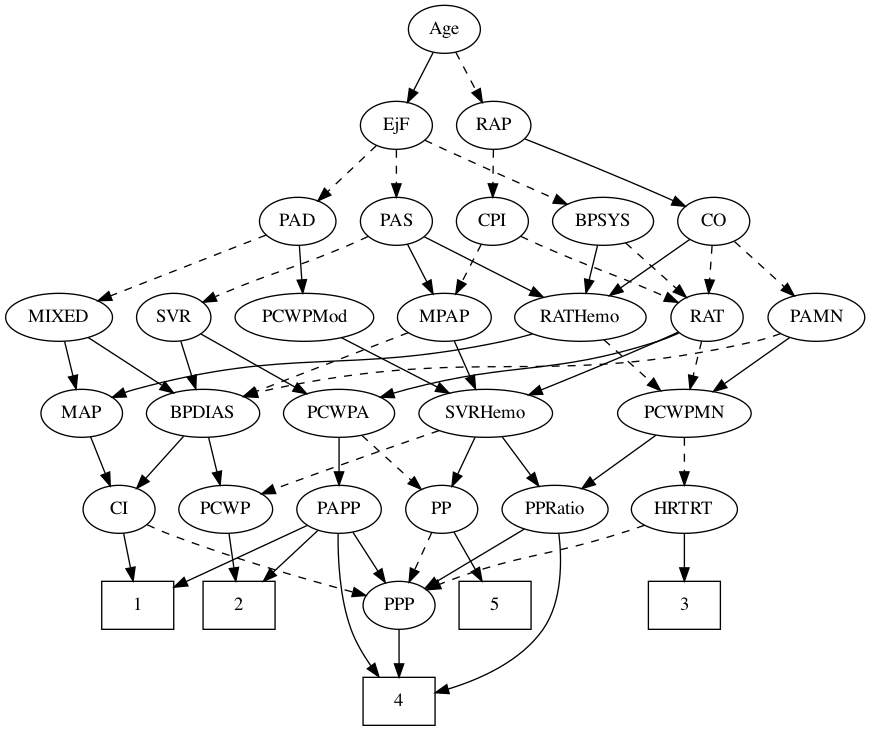 Age
EjF
RAP
PAD
PAS
CPI
BPSYS
CO
MIXED
SVR
PCWPMod
MPAP
RATHemo
RAT
PAMN
MAP
BPDIAS
PCWPA
SVRHemo
PCWPMN
CI
PCWP
PAPP
PP
PPRatio
HRTRT
1
2
PPP
5
3
4